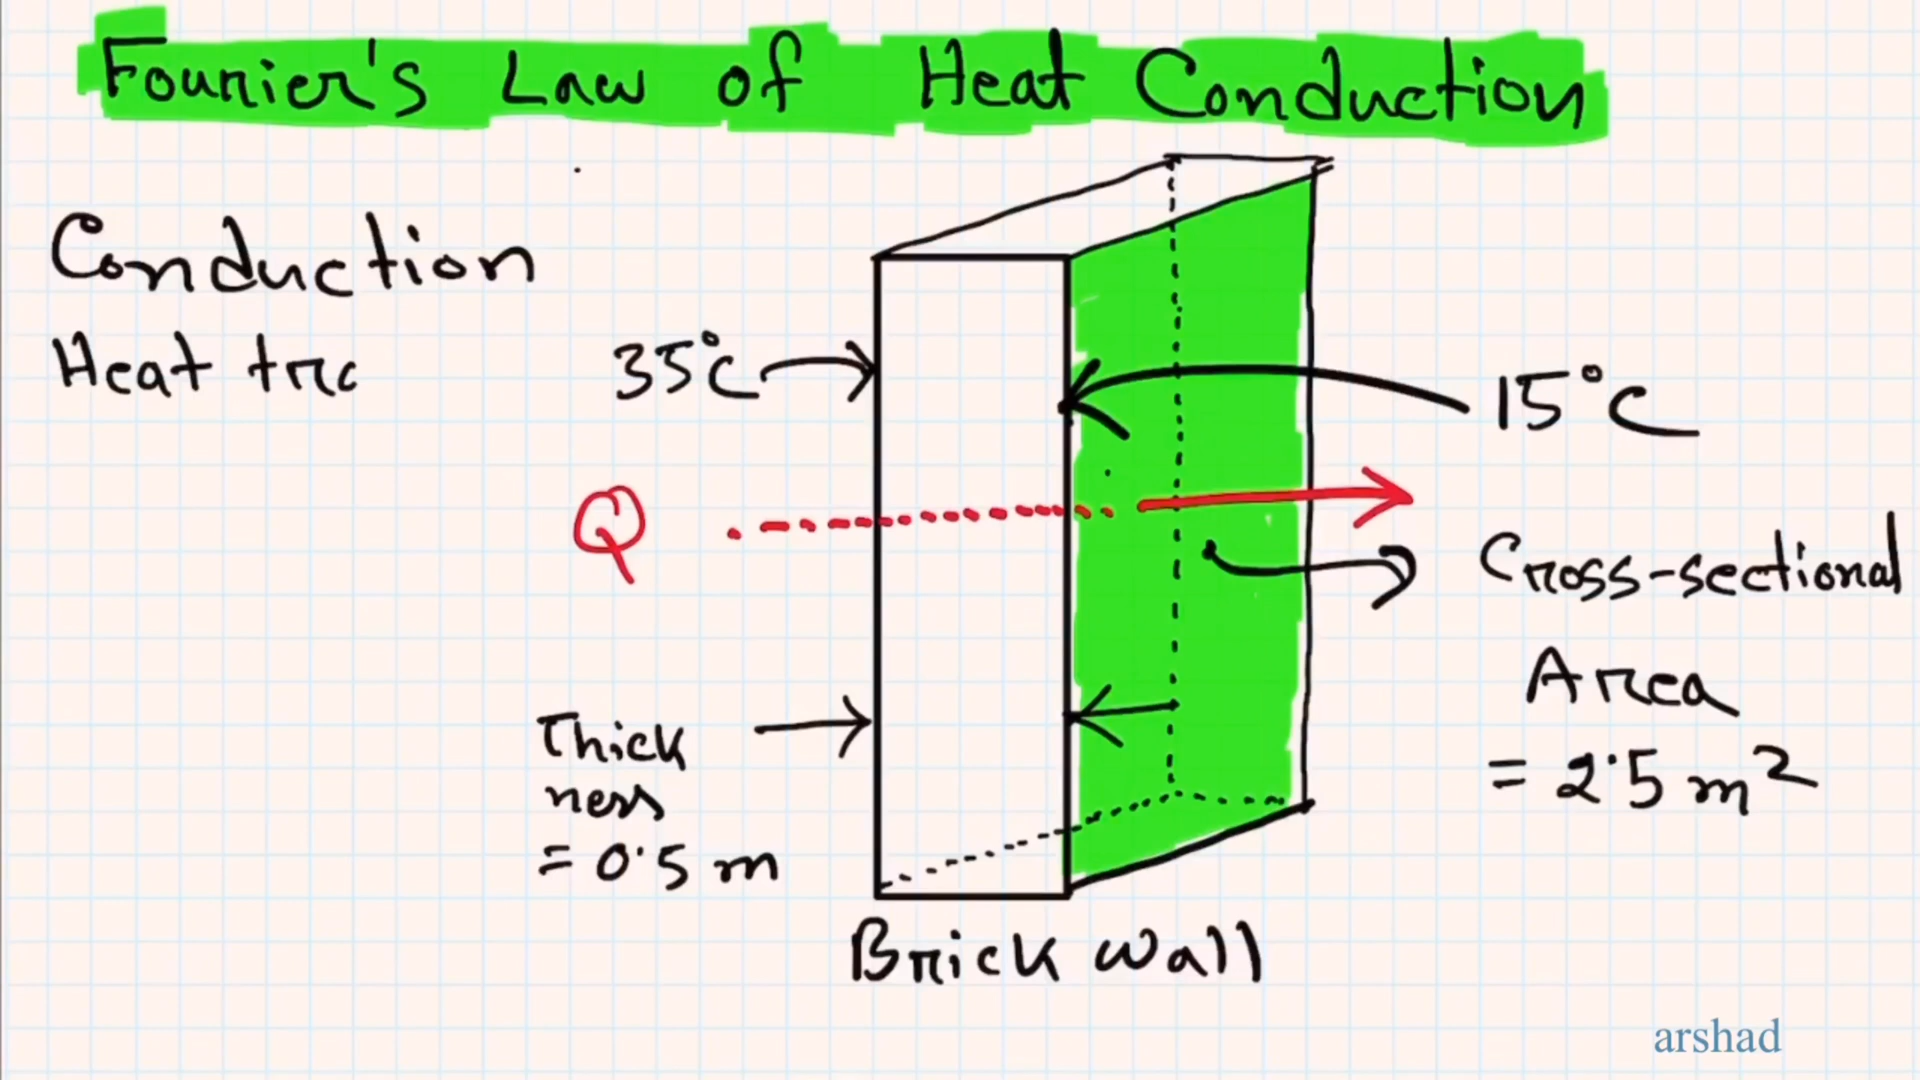 Fourier's Law of Heat Conduction
Conduction
Heat tra
35°C
15°C
Q
Cross-sectional
Area
= 2.5 m²
Thick
ness
= 0.5 m
Brick wall
arshad